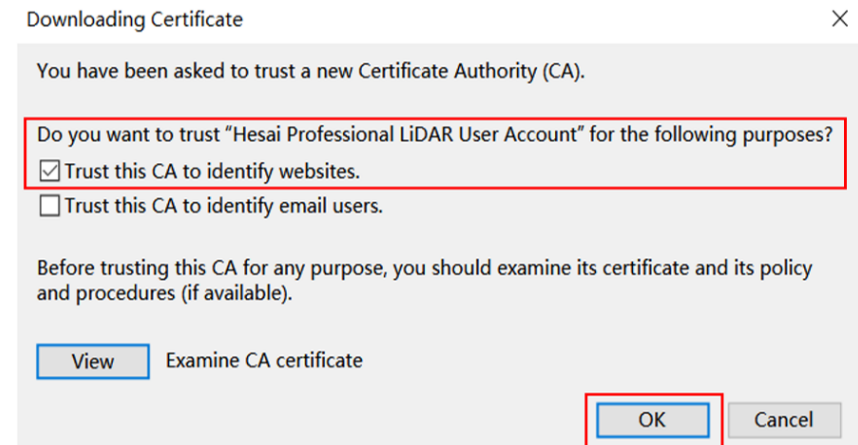 Downloading Certificate
You have been asked to trust a new Certificate Authority (CA).
Do you want to trust “Hesai Professional LiDAR User Account” for the following purposes?
Trust this CA to identify websites.
Trust this CA to identify email users.
Before trusting this CA for any purpose, you should examine its certificate and its policy
and procedures (if available).
View Examine CA certificate
OK Cancel